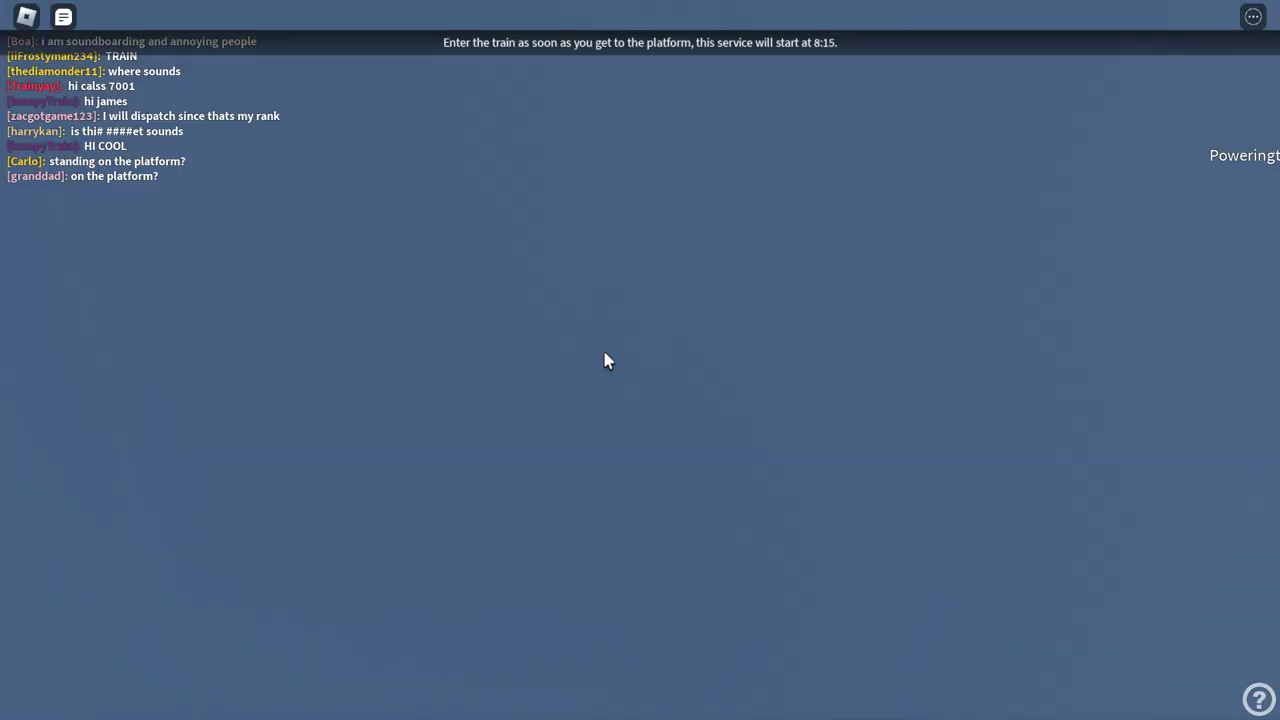 [Boa]: i am soundboarding and annoying people
Enter the train as soon as you get to the platform, this service will start at 8:15.
[iiFrostyman234]: TRAIN
[thediamonder11]: where sounds
[Trainyay]: hi calss 7001
hi james
[zacgotgame123]: I will dispatch since thats my rank
[harrykan]: is thi# ####et sounds
HI COOL
[Carlo]: standing on the platform?
Poweringt
[granddad]: on the platform?
?